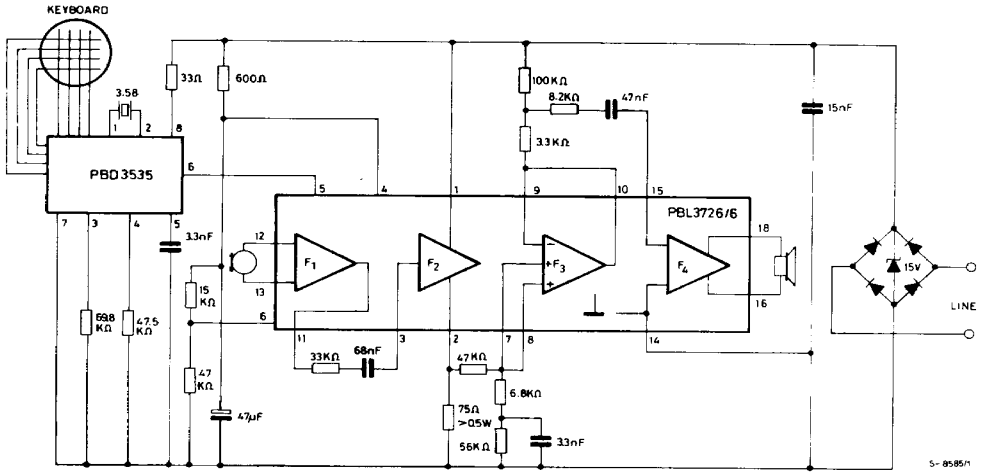 KEYBOARD
33Ω
600Ω
3.58
1
2
8
100KΩ
8.2KΩ
47nF
15nF
3.3KΩ
PBD3535
6
5
4
1
9
10
15
PBL3726/6
7
3
4
5
3.3nF
12
13
F1
F2
F3
F4
18
16
15V
LINE
15
KΩ
6
11
3
2
7
8
14
69.8
KΩ
47.5
KΩ
33KΩ
68nF
47KΩ
47
KΩ
47µF
75Ω
>0.5W
6.8KΩ
56KΩ
3.3nF
S-8585/1